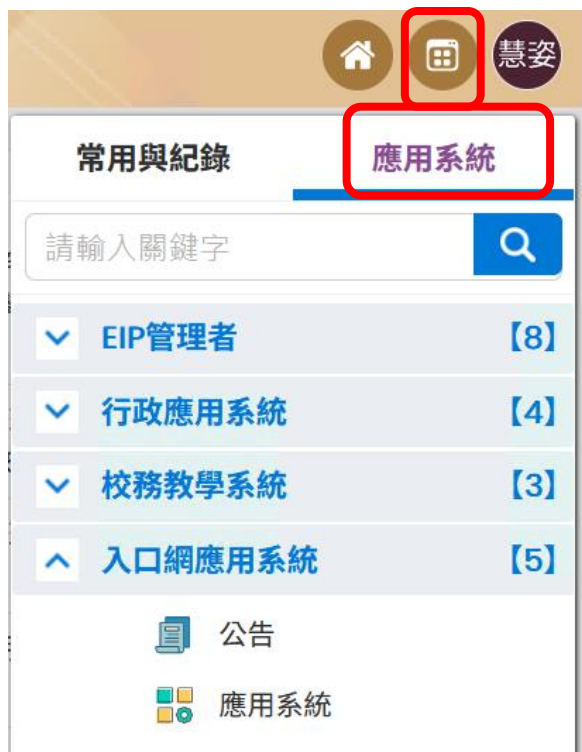 慧姿
常用與紀錄 應用系統
請輸入關鍵字
EIP管理者 【8】
行政應用系統 【4】
校務教學系統 【3】
入口網應用系統 【5】
公告
應用系統